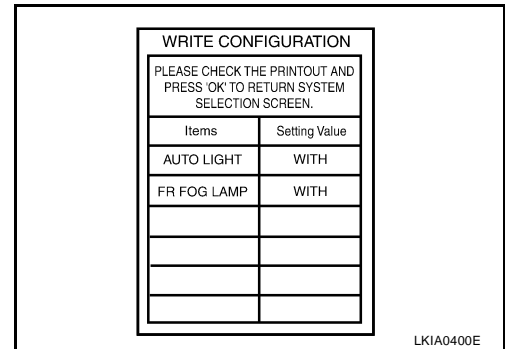 WRITE CONFIGURATION
PLEASE CHECK THE PRINTOUT AND
PRESS 'OK' TO RETURN SYSTEM
SELECTION SCREEN.
Items Setting Value
AUTO LIGHT WITH
FR FOG LAMP WITH
LKIA0400E